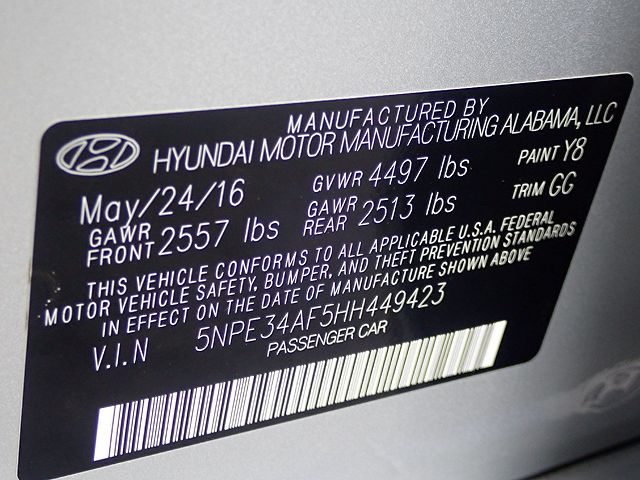 MANUFACTURED BY
HYUNDAI MOTOR MANUFACTURING ALABAMA, LLC
May/24/16 GVWR 4497 lbs PAINT Y8
GAWR FRONT 2557 lbs GAWR REAR 2513 lbs TRIM GG
THIS VEHICLE CONFORMS TO ALL APPLICABLE U.S.A. FEDERAL
MOTOR VEHICLE SAFETY, BUMPER, AND THEFT PREVENTION STANDARDS
IN EFFECT ON THE DATE OF MANUFACTURE SHOWN ABOVE
V.I.N 5NPE34AF5HH449423
PASSENGER CAR